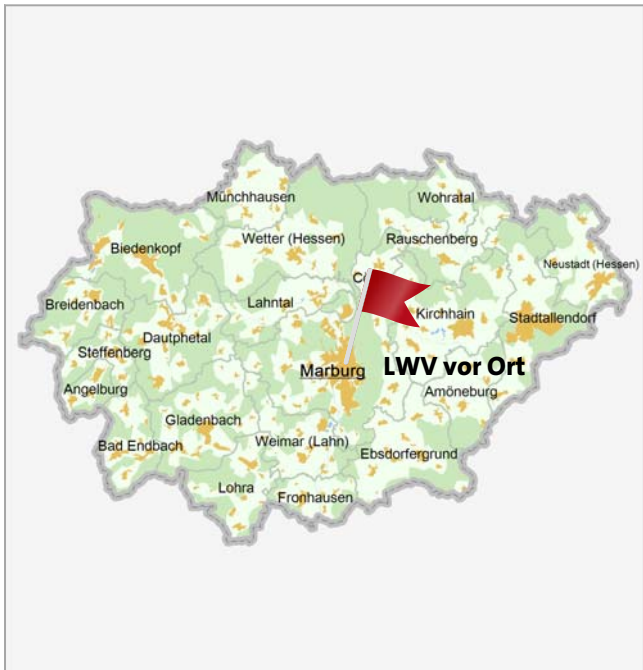 Münchhausen
Wohratal
Wetter (Hessen)
Rauschenberg
Biedenkopf
Neustadt (Hessen)
Breidenbach
Lahntal
Kirchhain
Stadtallendorf
Dautphetal
Steffenberg
LWV vor Ort
Marburg
Angelburg
Amöneburg
Gladenbach
Bad Endbach
Weimar (Lahn)
Ebsdorfergrund
Lohra
Fronhausen